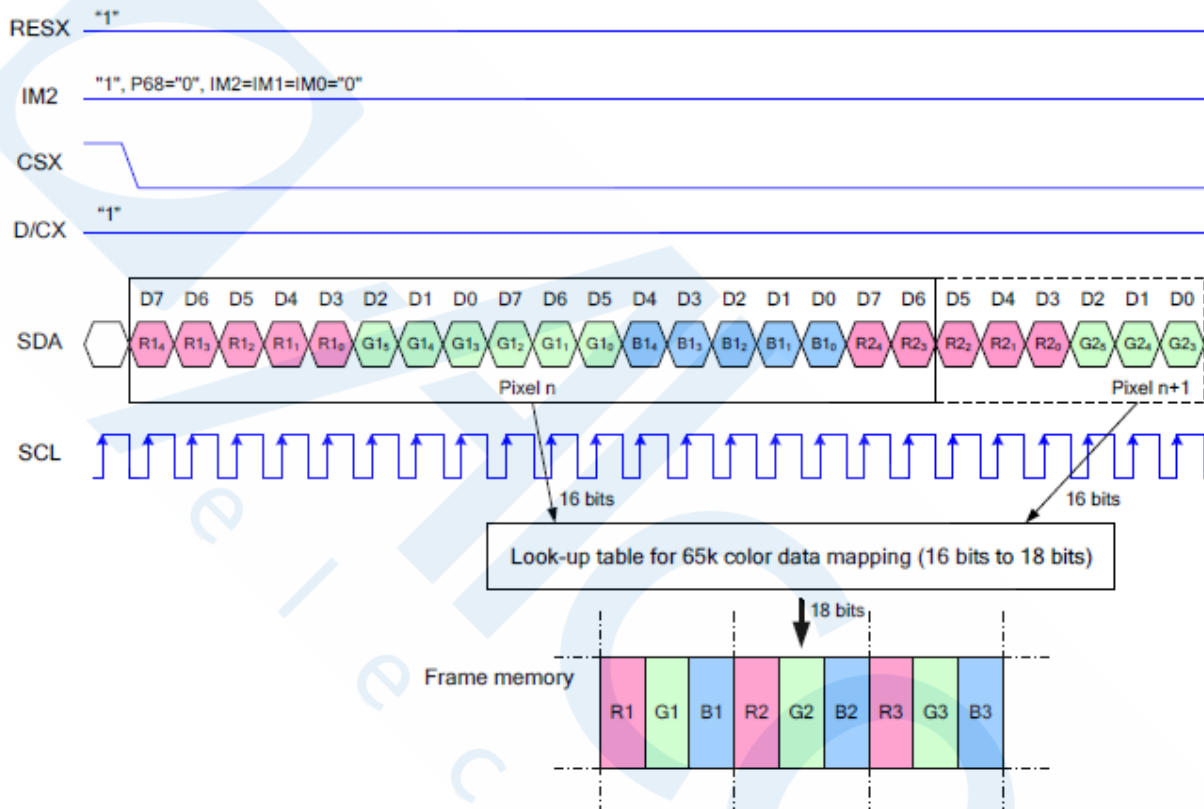 RESX "1"
IM2 "1", P68="0", IM2=IM1=IM0="0"
CSX
D/CX "1"
D7 D6 D5 D4 D3 D2 D1 D0 D7 D6 D5 D4 D3 D2 D1 D0 D7 D6 D5 D4 D3 D2 D1 D0
SDA R1₄ R1₃ R1₂ R1₁ R1₀ G1₅ G1₄ G1₃ G1₂ G1₁ G1₀ B1₄ B1₃ B1₂ B1₁ B1₀ R2₄ R2₃ R2₂ R2₁ R2₀ G2₅ G2₄ G2₃
Pixel n Pixel n+1
SCL
16 bits 16 bits
Look-up table for 65k color data mapping (16 bits to 18 bits)
18 bits
Frame memory
R1 G1 B1 R2 G2 B2 R3 G3 B3
e l e c